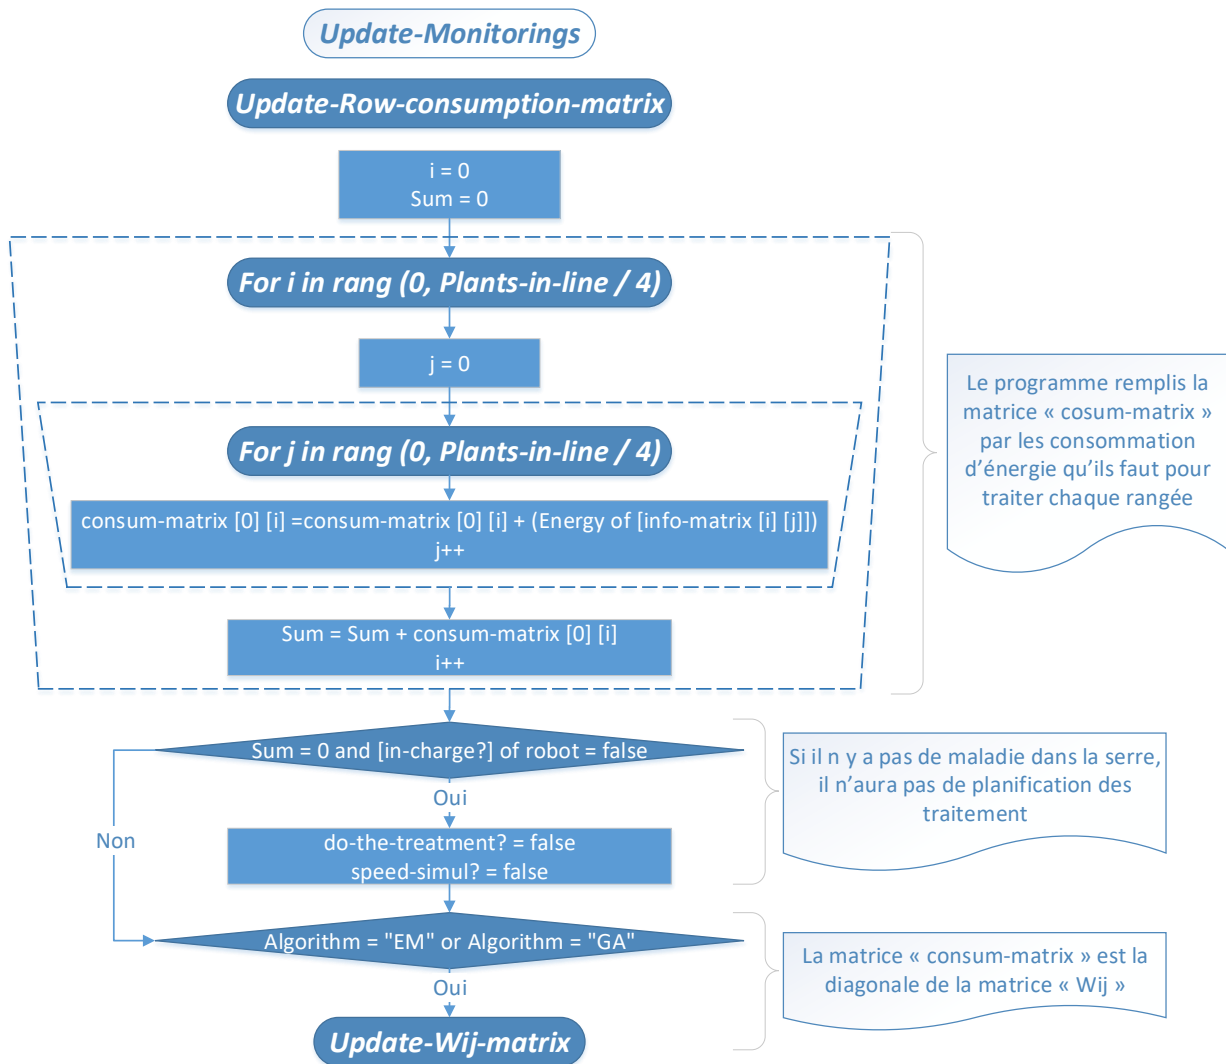 Update-Monitorings
Update-Row-consumption-matrix
i = 0
Sum = 0
For i in rang (0, Plants-in-line / 4)
j = 0
For j in rang (0, Plants-in-line / 4)
consum-matrix [0] [i] =consum-matrix [0] [i] + (Energy of [info-matrix [i] [j]])
j++
Sum = Sum + consum-matrix [0] [i]
i++
Le programme remplis la
matrice « cosum-matrix »
par les consommation
d’énergie qu’ils faut pour
traiter chaque rangée
Sum = 0 and [in-charge?] of robot = false
Oui
Non
do-the-treatment? = false
speed-simul? = false
Si il n y a pas de maladie dans la serre,
il n’aura pas de planification des
traitement
Algorithm = "EM" or Algorithm = "GA"
Oui
La matrice « consum-matrix » est la
diagonale de la matrice « Wij »
Update-Wij-matrix